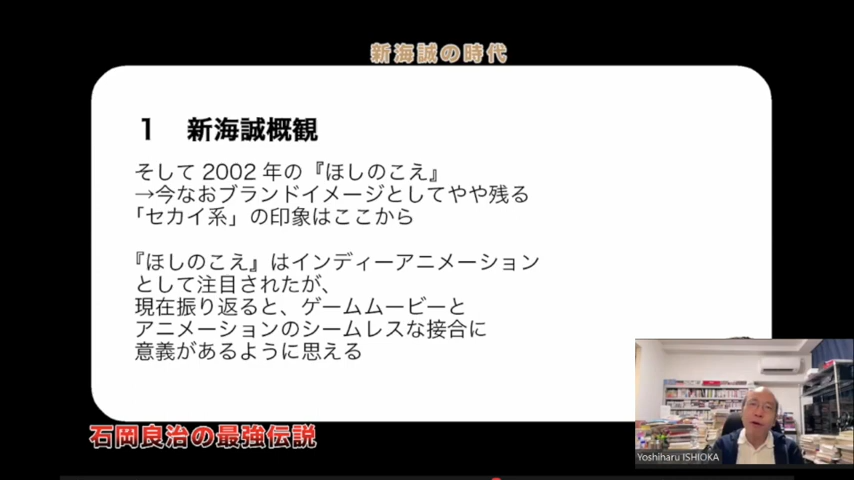 新海誠の時代
1 新海誠概観
そして 2002 年の『ほしのこえ』
→今なおブランドイメージとしてやや残る
「セカイ系」の印象はここから
『ほしのこえ』はインディーアニメーション
として注目されたが、
現在振り返ると、ゲームムービーと
アニメーションのシームレスな接合に
意義があるように思える
石岡良治の最強伝説
Yoshiharu ISHIOKA